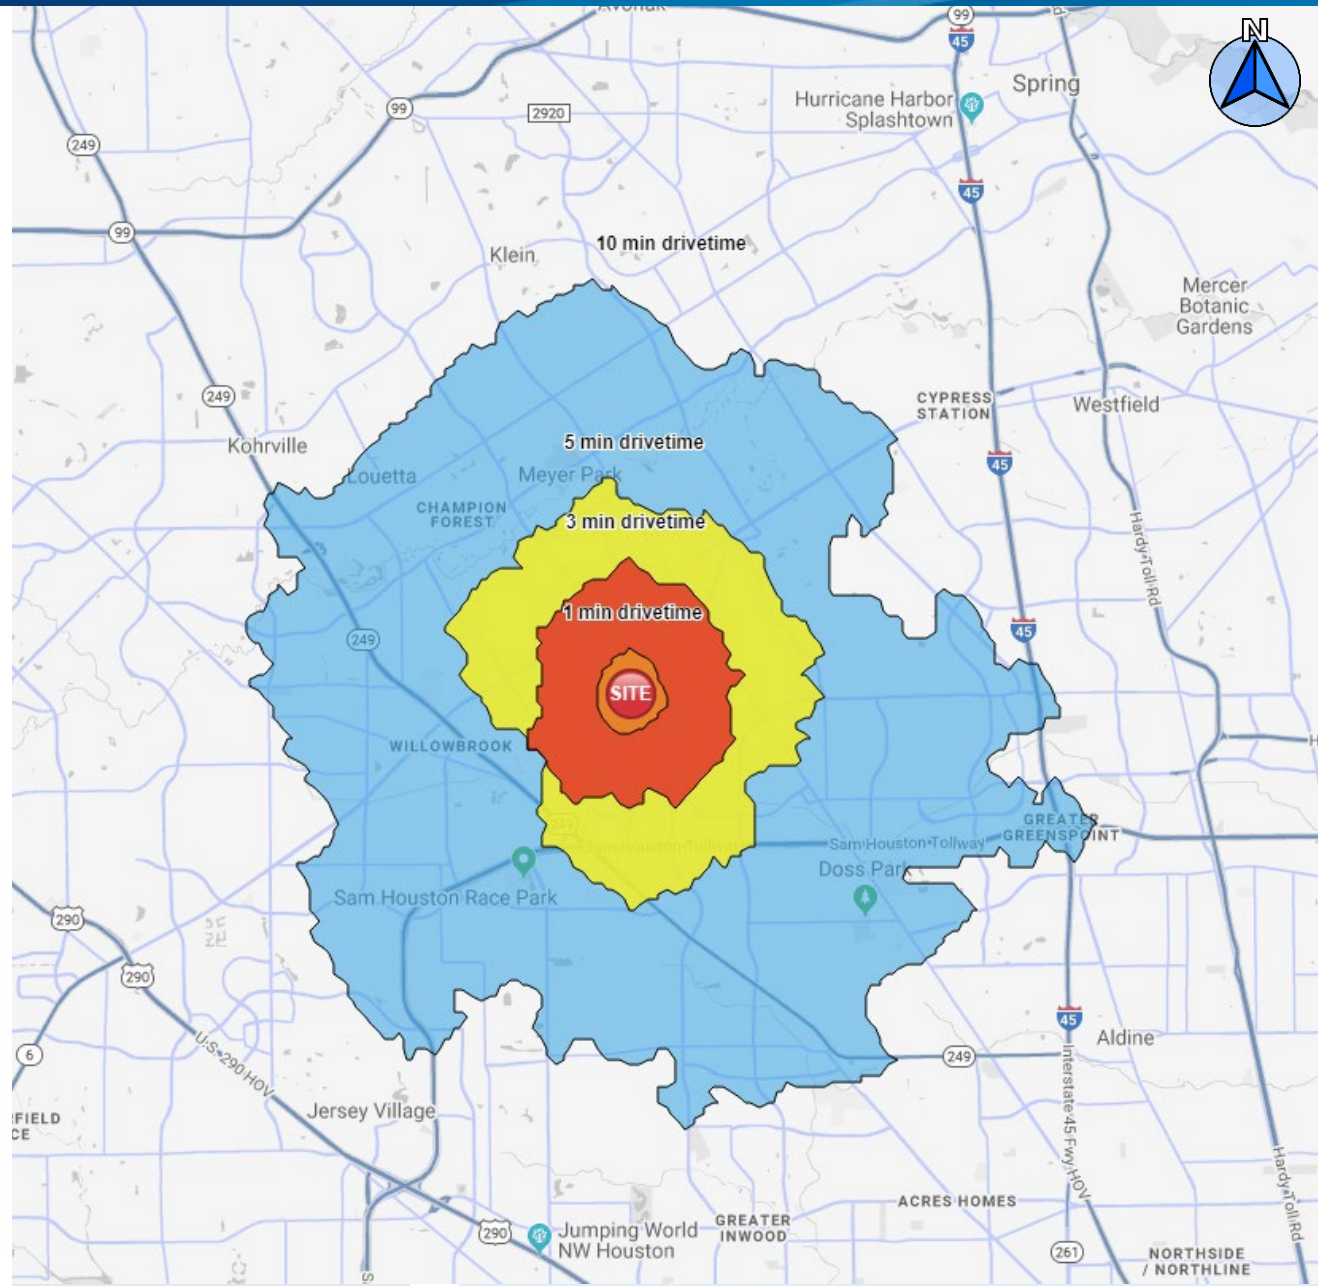 99
45
N
Spring
Hurricane Harbor
Splashtown
99
2920
249
45
99
10 min drivetime
Klein
Mercer
Botanic
Gardens
249
CYPRESS
STATION
Westfield
5 min drivetime
Kohrville
45
Louetta
Meyer Park
CHAMPION
FOREST
3 min drivetime
Hardy Toll Rd
1 min drivetime
45
249
SITE
WILLOWBROOK
H
249
GREATER
GREENSPOINT
Sam Houston Tollway
Sam Houston Tollway
Doss Park
Sam Houston Race Park
290
290
45
Aldine
6
249
U.S. 290 HOV
Interstate 45 Fwy HOV
Jersey Village
FIELD
CE
Hardy Toll Rd
ACRES HOMES
GREATER
INWOOD
290
Jumping World
NW Houston
261
NORTHSIDE
/ NORTHLINE
S